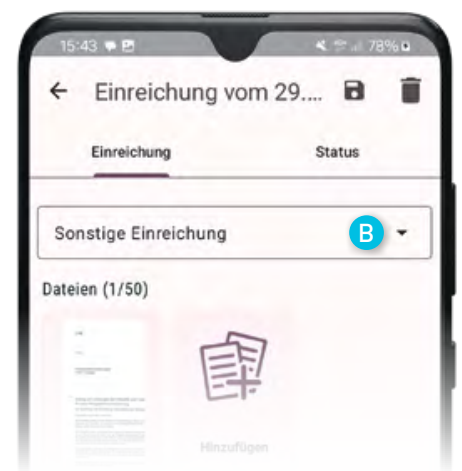 15:43
78%
Einreichung vom 29....
Einreichung Status
Sonstige Einreichung B
Dateien (1/50)
Hinzufügen